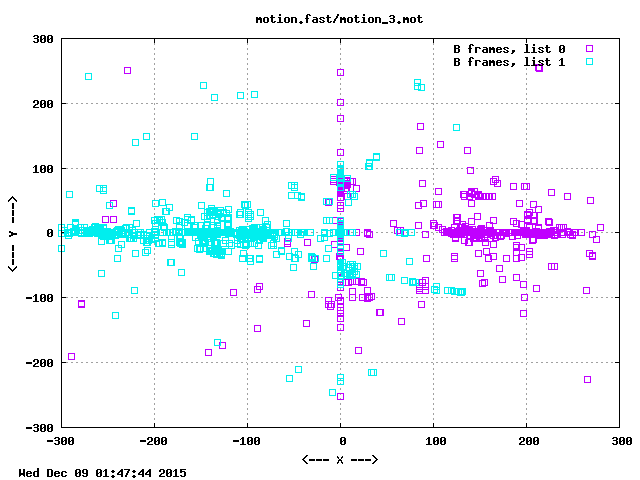 motion.fast/motion_3.mot
300
B frames, list 0
B frames, list 1
200
100
0
-100
-200
-300
<--- Y --->
-300 -200 -100 0 100 200 300
<--- X --->
Wed Dec 09 01:47:44 2015